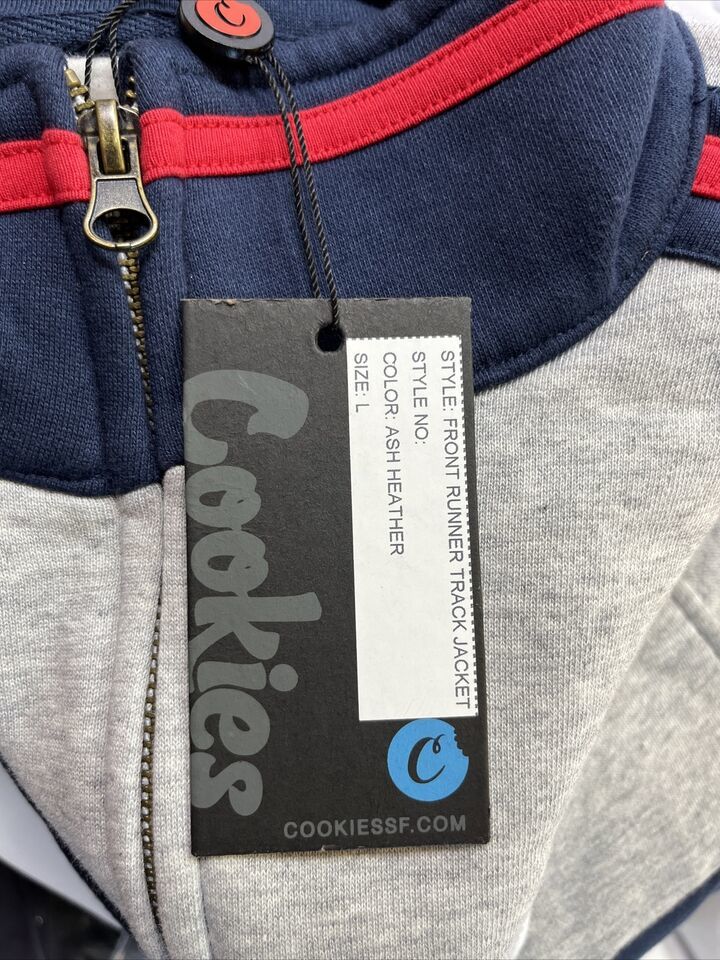 C
STYLE: FRONT RUNNER TRACK JACKET
STYLE NO:
COLOR: ASH HEATHER
SIZE: L
Cookies
C
COOKIESSF.COM